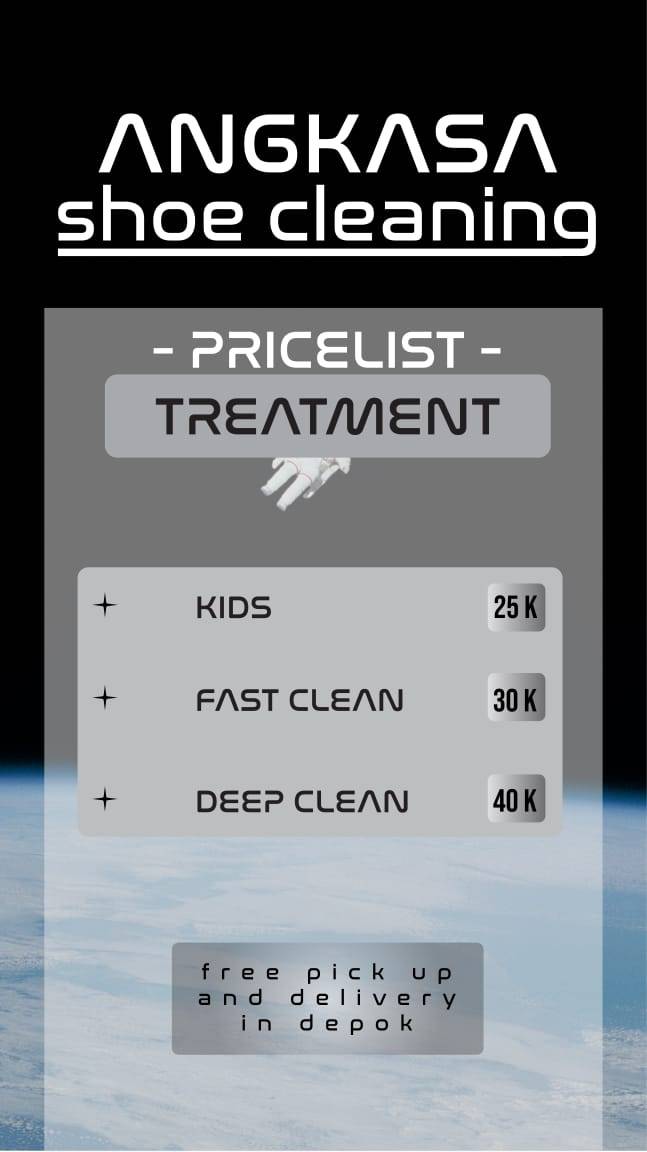 ANGKASA
shoe cleaning
- PRICELIST -
TREATMENT
KIDS 25 K
FAST CLEAN 30 K
DEEP CLEAN 40 K
free pick up
and delivery
in depok